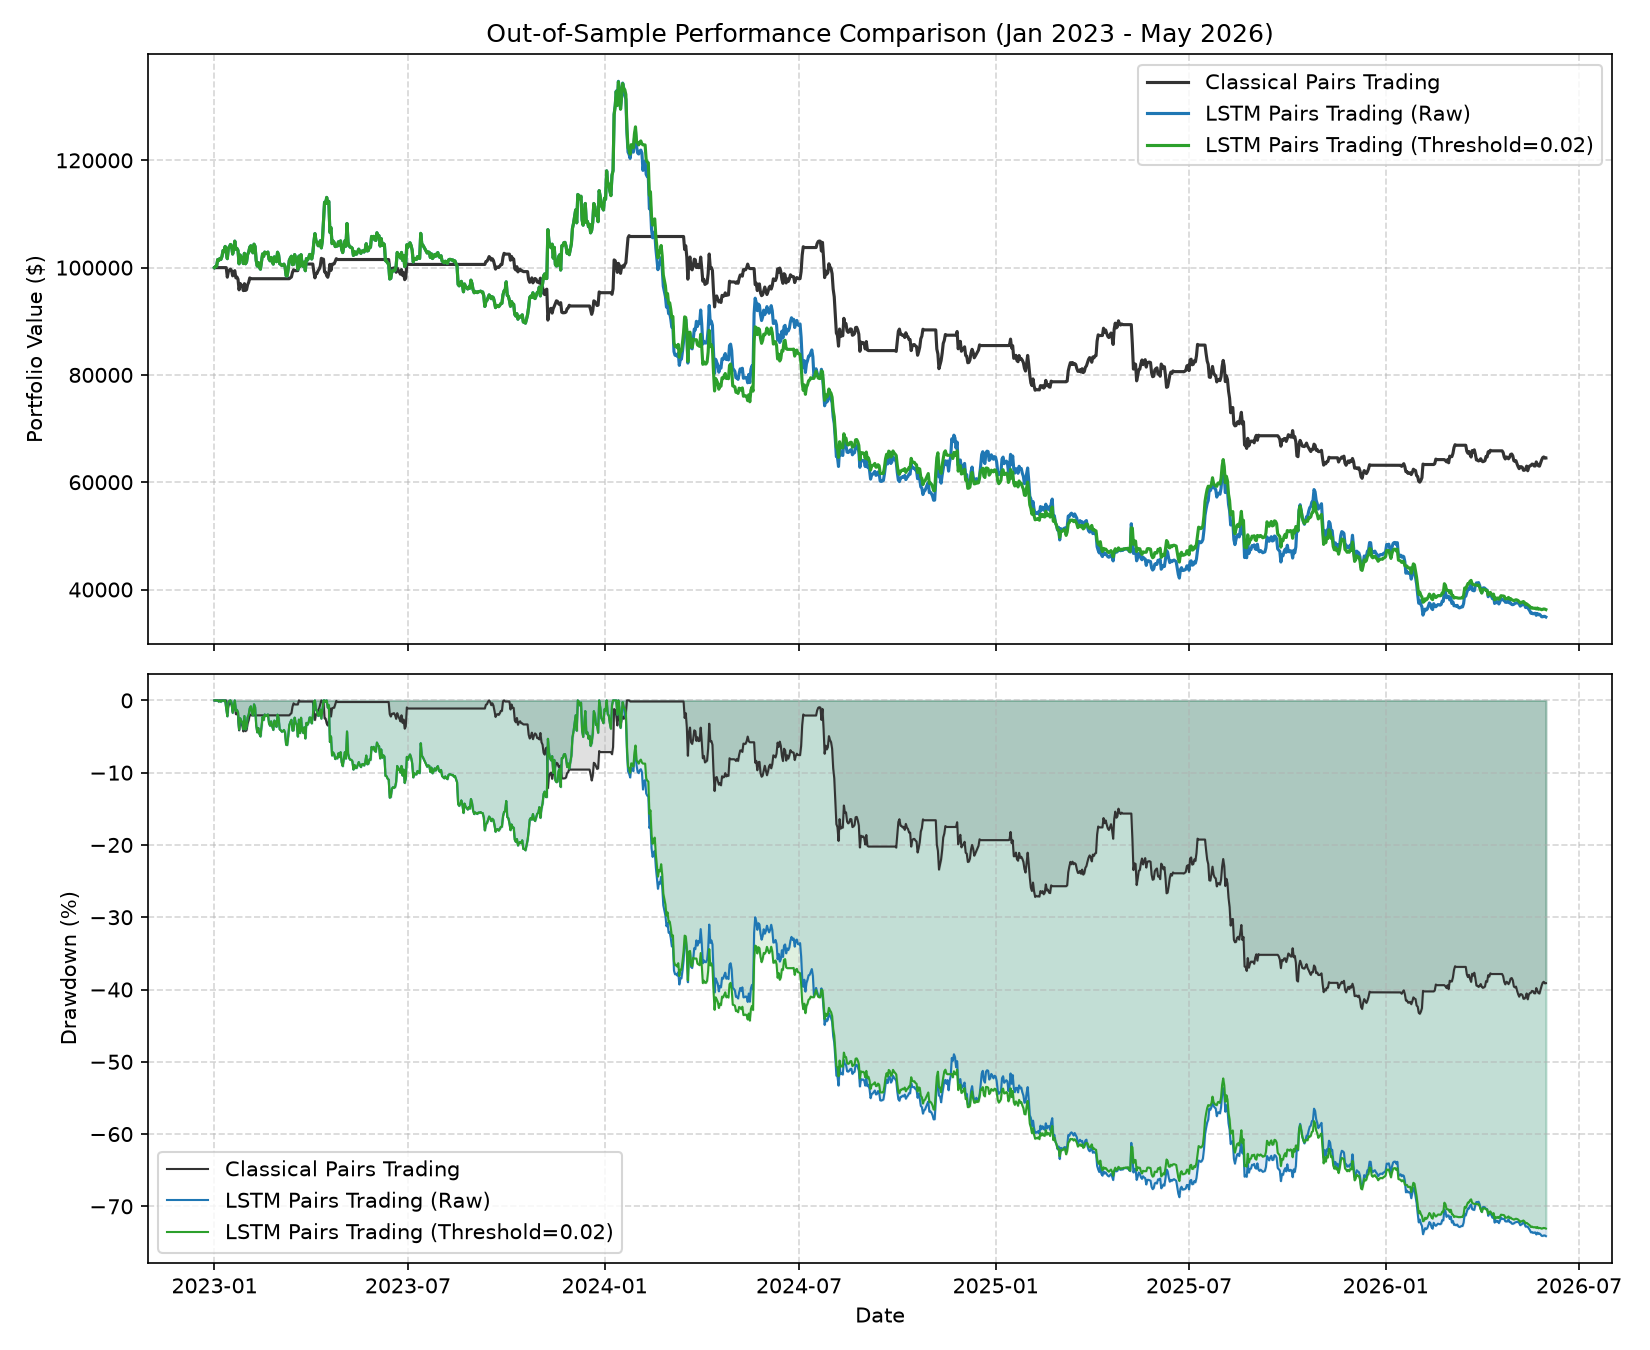 Out-of-Sample Performance Comparison (Jan 2023 - May 2026)
Classical Pairs Trading
LSTM Pairs Trading (Raw)
LSTM Pairs Trading (Threshold=0.02)
Portfolio Value ($)
120000
100000
80000
60000
40000
Drawdown (%)
0
−10
−20
−30
−40
−50
−60
−70
Classical Pairs Trading
LSTM Pairs Trading (Raw)
LSTM Pairs Trading (Threshold=0.02)
2023-01 2023-07 2024-01 2024-07 2025-01 2025-07 2026-01 2026-07
Date